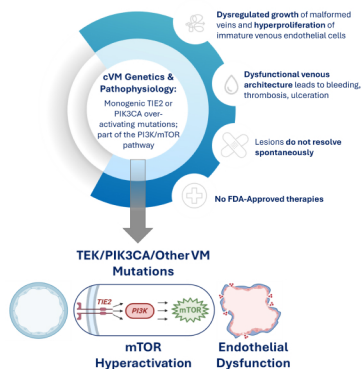 Dysregulated growth of malformed
veins and hyperproliferation of
immature venous endothelial cells
cVM Genetics &
Pathophysiology:
Monogenic TIE2 or
PIK3CA over-
activating mutations;
part of the PI3K/mTOR
pathway
Dysfunctional venous
architecture leads to bleeding,
thrombosis, ulceration
Lesions do not resolve
spontaneously
No FDA-Approved therapies
TEK/PIK3CA/Other VM
Mutations
TIE2
PI3K
mTOR
mTOR
Hyperactivation
Endothelial
Dysfunction